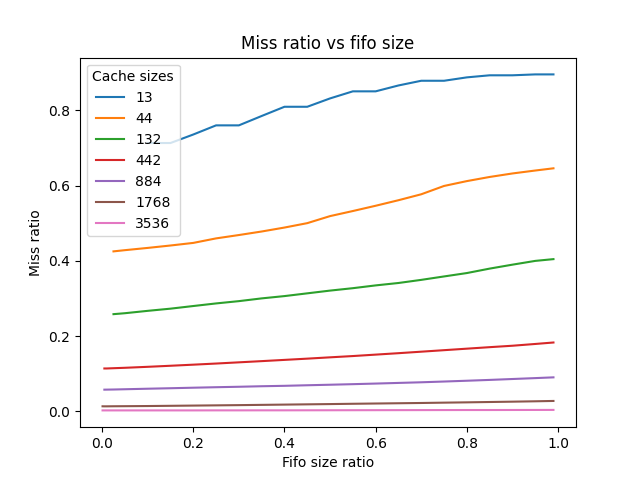 Miss ratio vs fifo size
Cache sizes
13
44
132
442
884
1768
3536
Miss ratio
0.8
0.6
0.4
0.2
0.0
0.0 0.2 0.4 0.6 0.8 1.0
Fifo size ratio